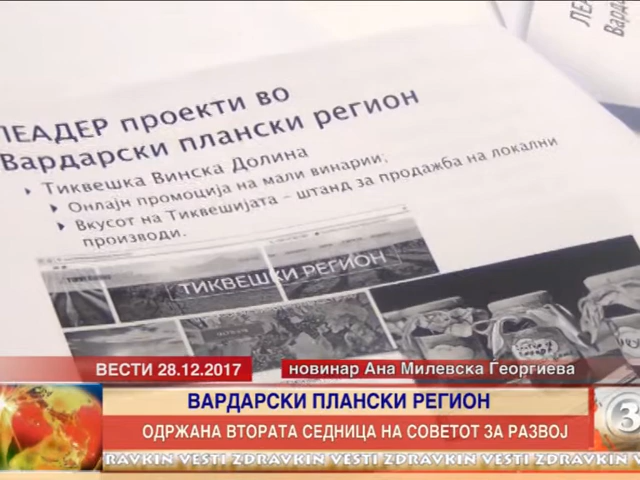 ЛЕАДЕР проекти во
Вардарски плански регион
Тиквешка Винска Долина
Онлајн промоција на мали винарии;
Вкусот на Тиквешијата – штанд за продажба на локални
производи.
ТИКВЕШКИ РЕГИОН
ВЕСТИ 28.12.2017
новинар Ана Милевска Ѓеоргиева
ВАРДАРСКИ ПЛАНСКИ РЕГИОН
3
ОДРЖАНА ВТОРАТА СЕДНИЦА НА СОВЕТОТ ЗА РАЗВОЈ
RAVKIN VESTI ZDRAVKIN VESTI ZDRAVKIN VESTI ZDRAVKIN